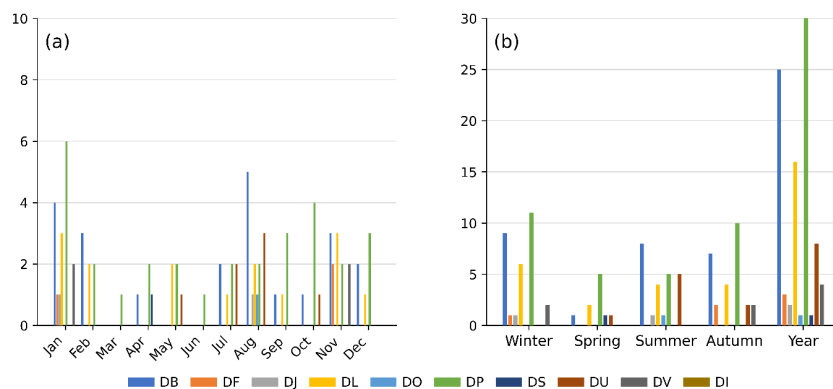 10
8
6
4
2
0
(a)
Jan
Feb
Mar
Apr
May
Jun
Jul
Aug
Sep
Oct
Nov
Dec
30
25
20
15
10
5
0
(b)
Winter
Spring
Summer
Autumn
Year
DB DF DJ DL DO DP DS DU DV DI